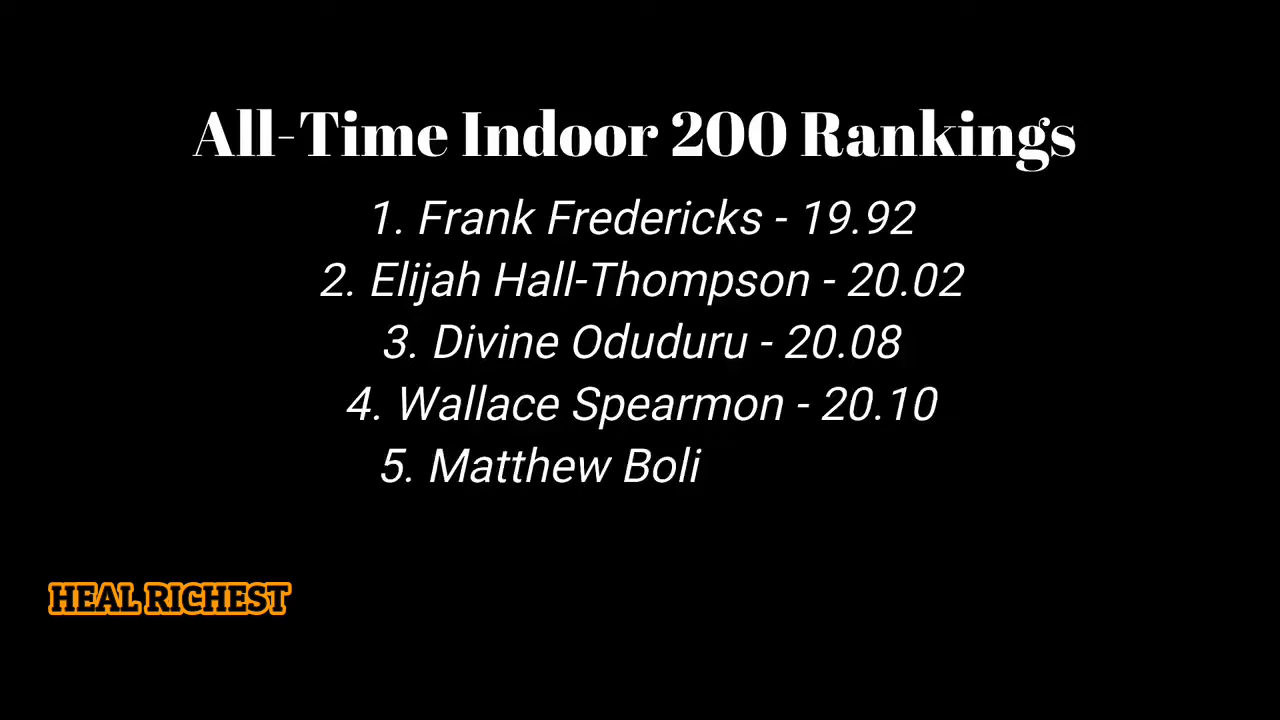 All-Time Indoor 200 Rankings
1. Frank Fredericks - 19.92
2. Elijah Hall-Thompson - 20.02
3. Divine Oduduru - 20.08
4. Wallace Spearmon - 20.10
5. Matthew Boli
HEAL RICHEST